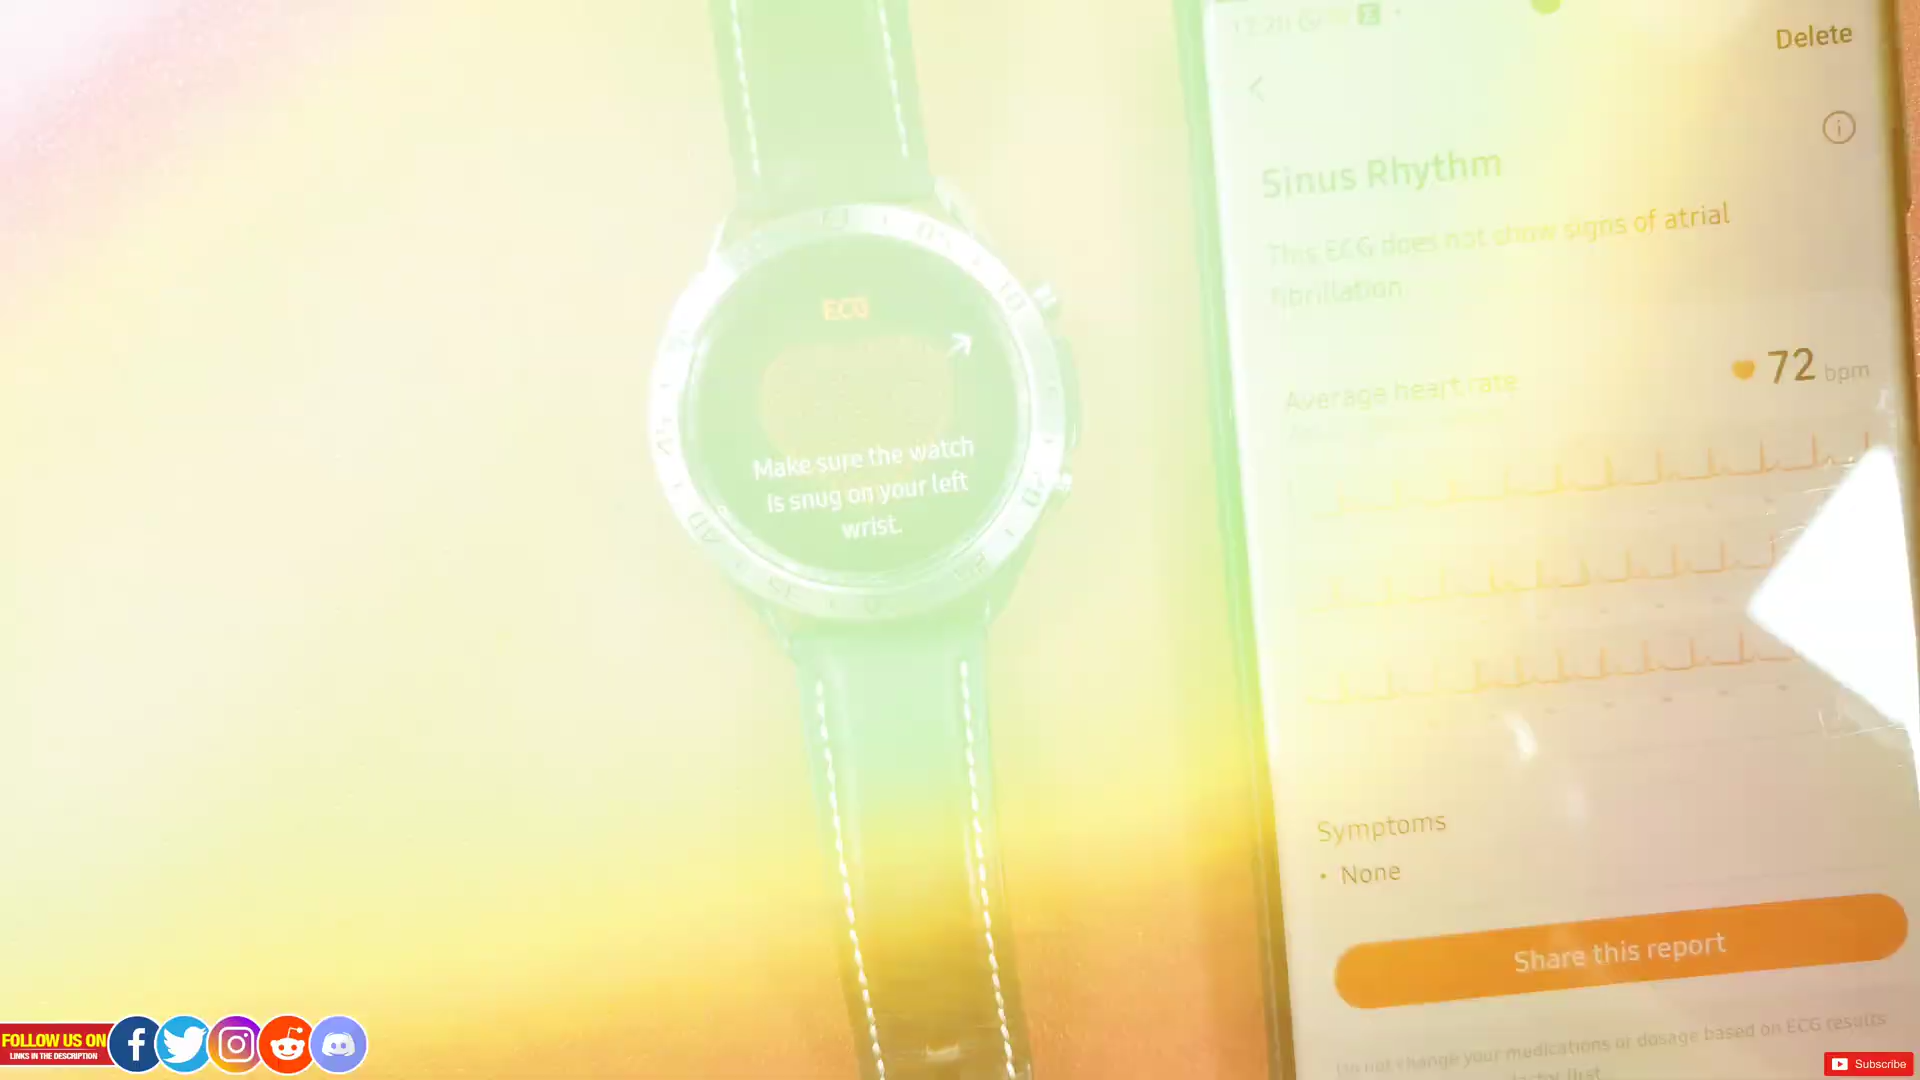 Delete
Sinus Rhythm
This ECG does not show signs of atrial
fibrillation
Average heart rate
72 bpm
ECG
Make sure the watch
is snug on your left
wrist.
Symptoms
• None
Share this report
Do not change your medications or dosage based on ECG results
FOLLOW US ON
LINKS IN THE DESCRIPTION
Subscribe